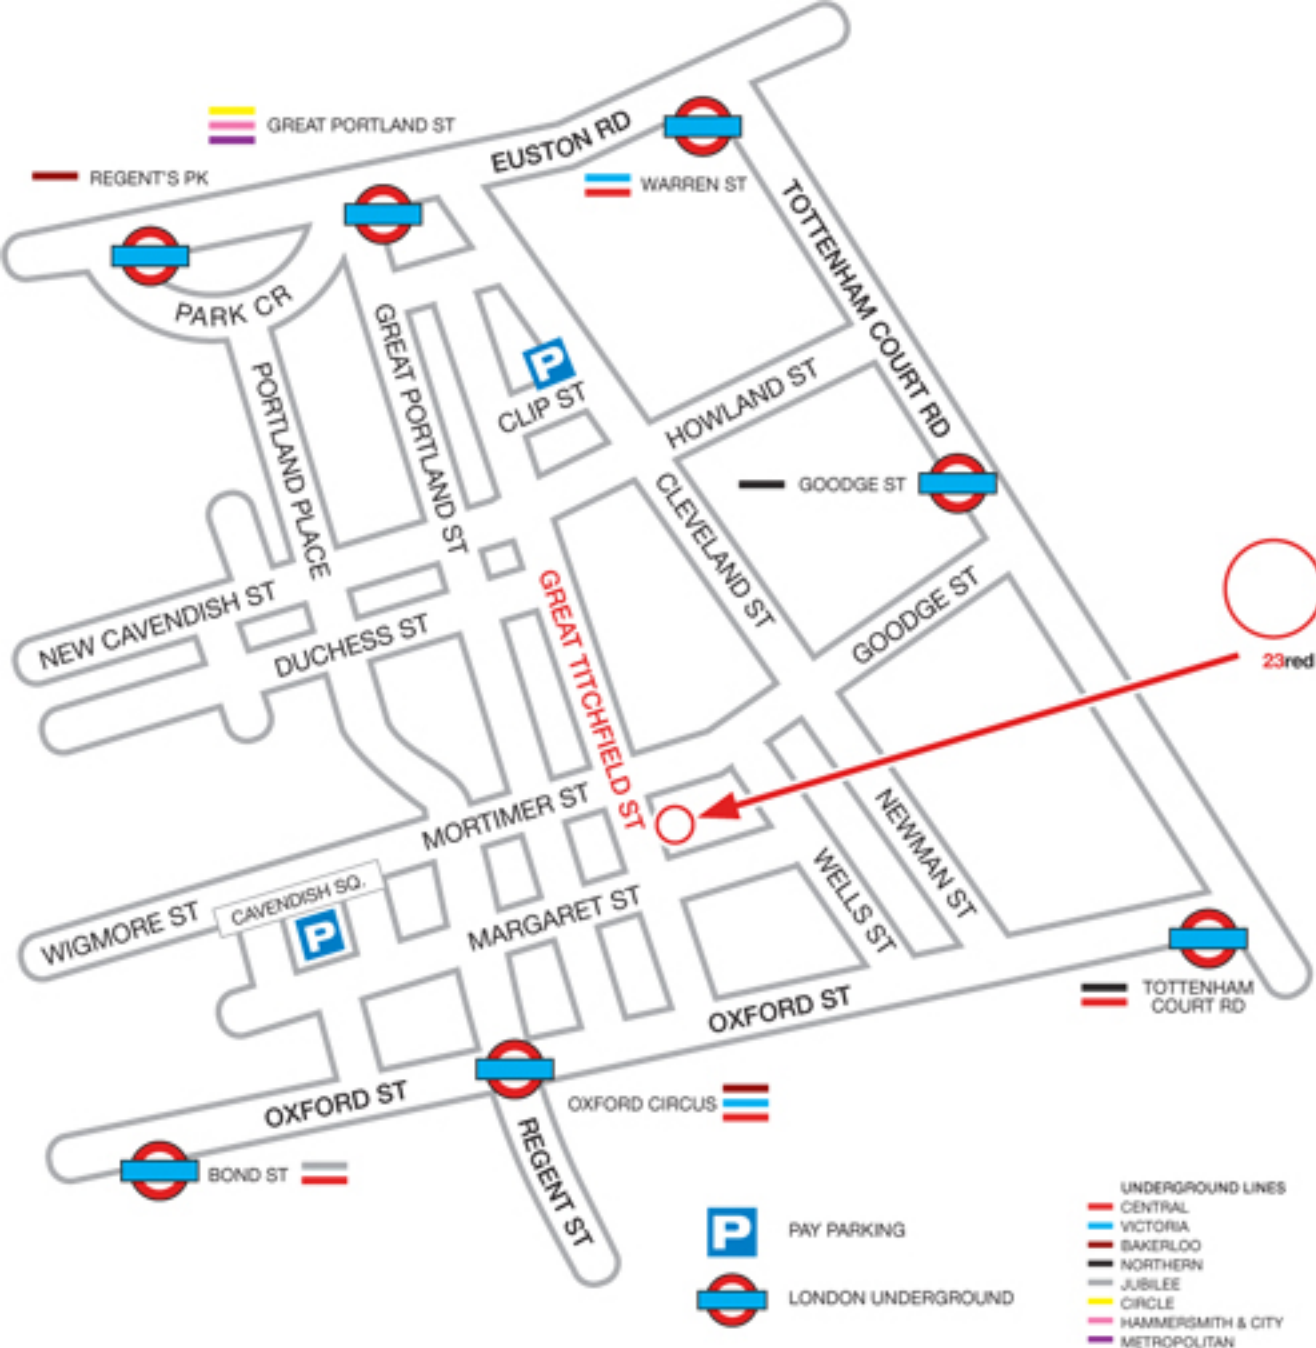 GREAT PORTLAND ST
REGENT'S PK
EUSTON RD
WARREN ST
TOTTENHAM COURT RD
PARK CR
GREAT PORTLAND ST
PORTLAND PLACE
P
CLIP ST
HOWLAND ST
GOODGE ST
CLEVELAND ST
NEW CAVENDISH ST
DUCHESS ST
GREAT TITCHFIELD ST
GOODGE ST
23red
MORTIMER ST
NEWMAN ST
WELLS ST
CAVENDISH SQ.
WIGMORE ST
P
MARGARET ST
OXFORD ST
TOTTENHAM
COURT RD
OXFORD ST
OXFORD CIRCUS
REGENT ST
BOND ST
P
PAY PARKING
LONDON UNDERGROUND
UNDERGROUND LINES
CENTRAL
VICTORIA
BAKERLOO
NORTHERN
JUBILEE
CIRCLE
HAMMERSMITH & CITY
METROPOLITAN